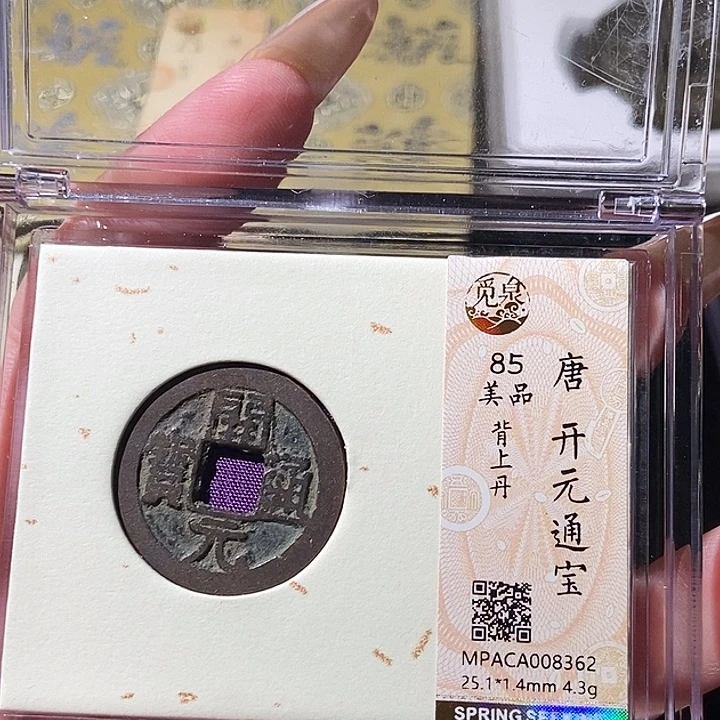 觅泉
85
美品
背上丹
唐 开元通宝
MPACA008362
25.1*1.4mm 4.3g
SPRING
開元通寶